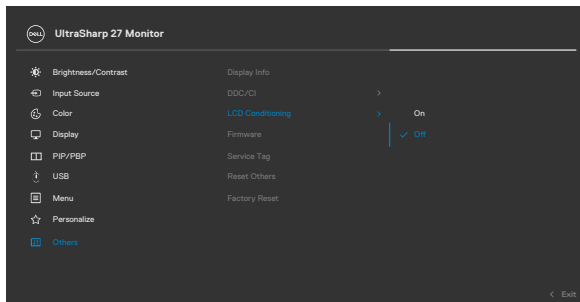 DELL UltraSharp 27 Monitor
Brightness/Contrast
Input Source
Color
Display
PIP/PBP
USB
Menu
Personalize
Others
Display Info
DDC/CI
LCD Conditioning
Firmware
Service Tag
Reset Others
Factory Reset
On
Off
Exit